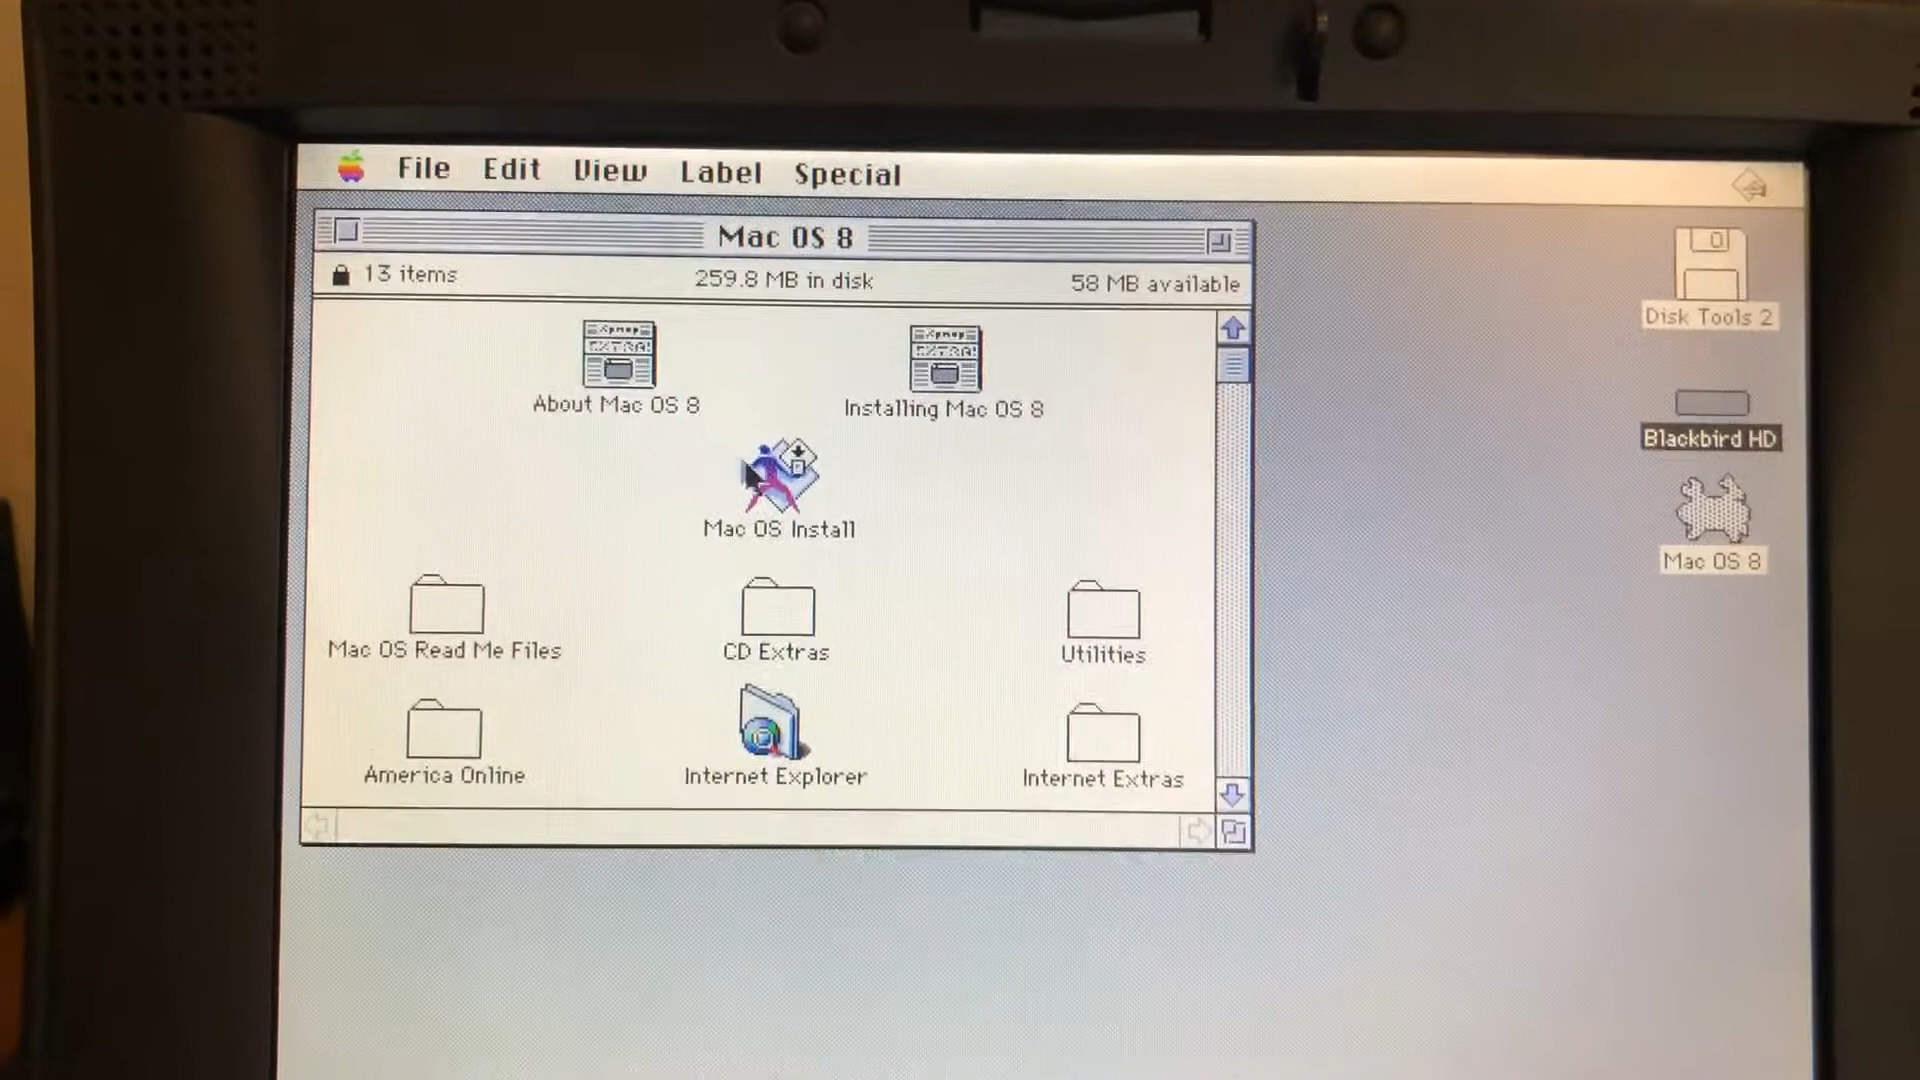 File Edit View Label Special
Mac OS 8
13 items 259.8 MB in disk 58 MB available
About Mac OS 8 Installing Mac OS 8
Mac OS Install
Mac OS Read Me Files CD Extras Utilities
America Online Internet Explorer Internet Extras
Disk Tools 2
Blackbird HD
Mac OS 8